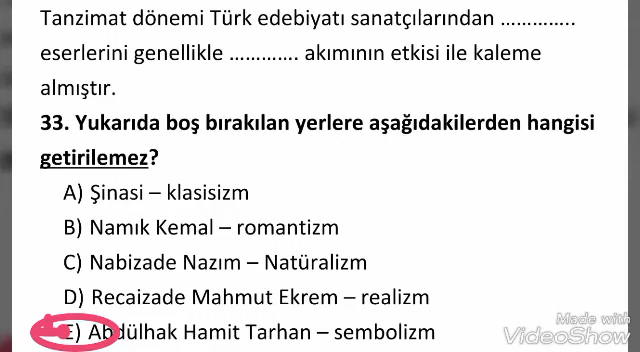 Tanzimat dönemi Türk edebiyatı sanatçılarından …………..
eserlerini genellikle …………. akımının etkisi ile kaleme
almıştır.
33. Yukarıda boş bırakılan yerlere aşağıdakilerden hangisi
getirilemez?
A) Şinasi – klasisizm
B) Namık Kemal – romantizm
C) Nabizade Nazım – Natüralizm
D) Recaizade Mahmut Ekrem – realizm
E) Abdülhak Hamit Tarhan – sembolizm
Made with
VideoShow